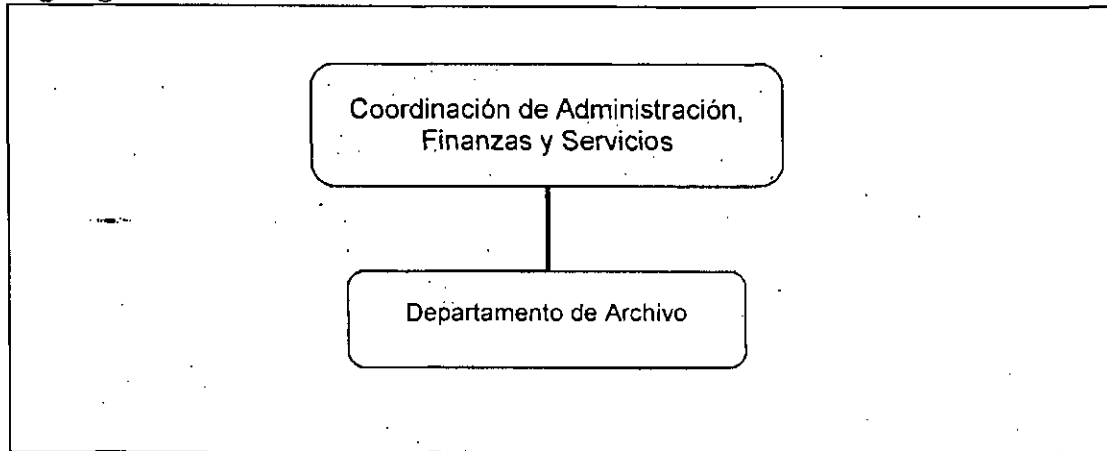 Coordinación de Administración,
Finanzas y Servicios
Departamento de Archivo